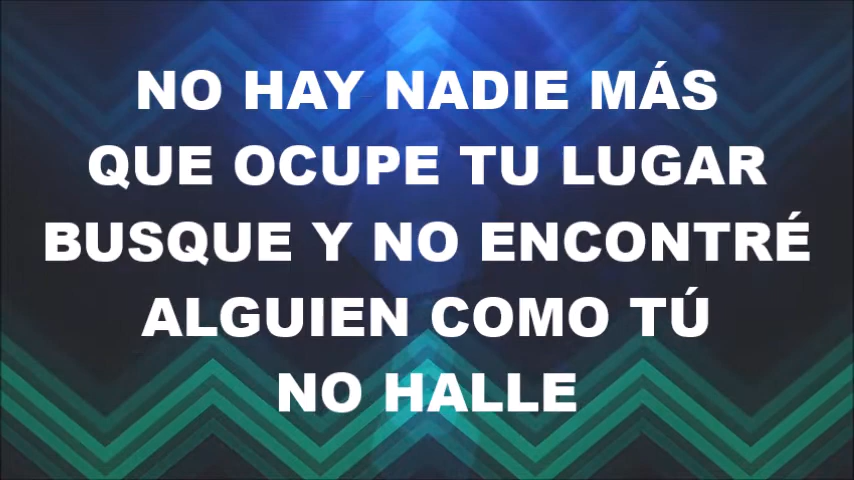 NO HAY NADIE MÁS
QUE OCUPE TU LUGAR
BUSQUE Y NO ENCONTRÉ
ALGUIEN COMO TÚ
NO HALLE